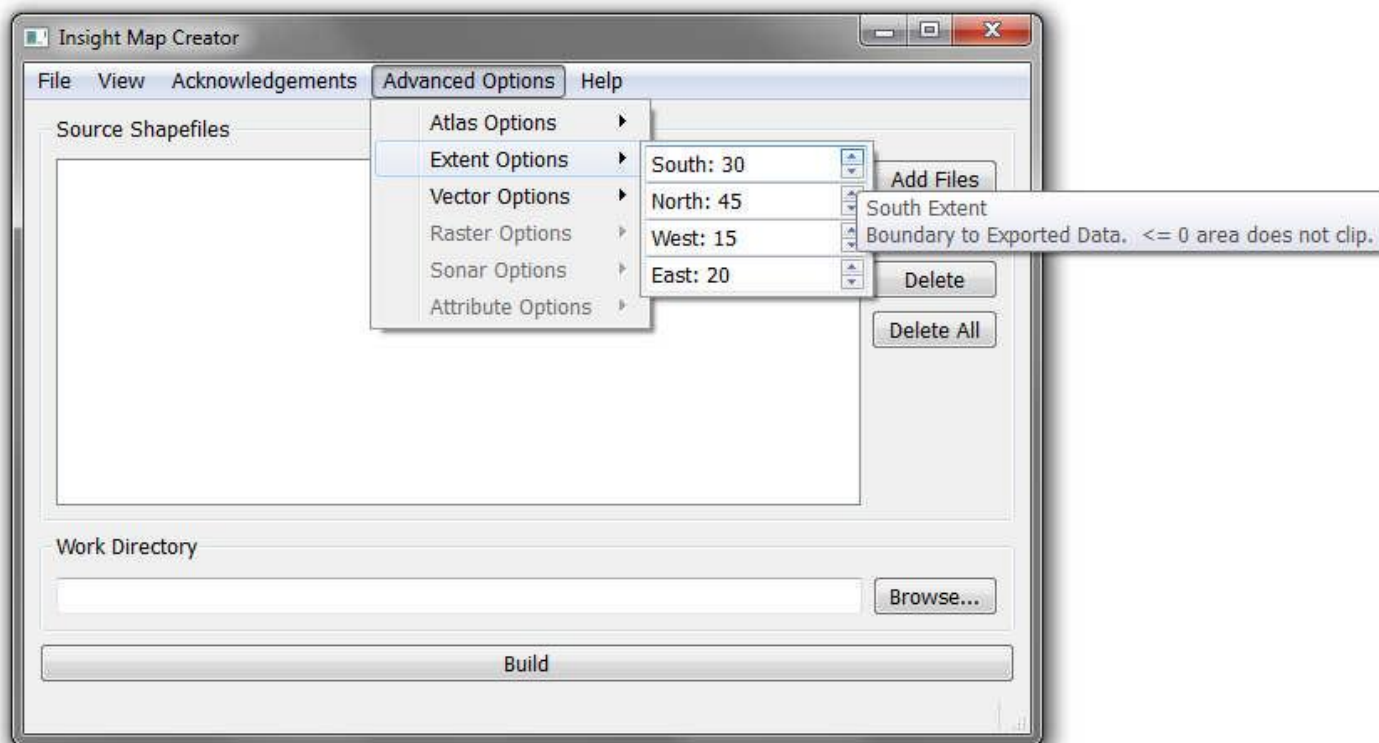 Insight Map Creator
File View Acknowledgements Advanced Options Help
Source Shapefiles
Atlas Options
Extent Options
Vector Options
Raster Options
Sonar Options
Attribute Options
South: 30
North: 45
West: 15
East: 20
Add Files
South Extent
Boundary to Exported Data. <= 0 area does not clip.
Delete
Delete All
Work Directory
Browse...
Build